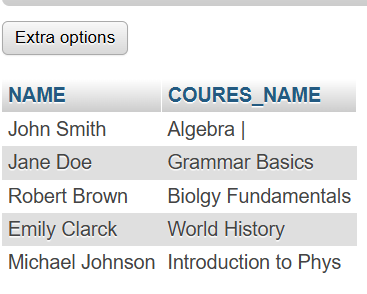 Extra options
NAME COURES_NAME
John Smith Algebra |
Jane Doe Grammar Basics
Robert Brown Biolgy Fundamentals
Emily Clarck World History
Michael Johnson Introduction to Phys